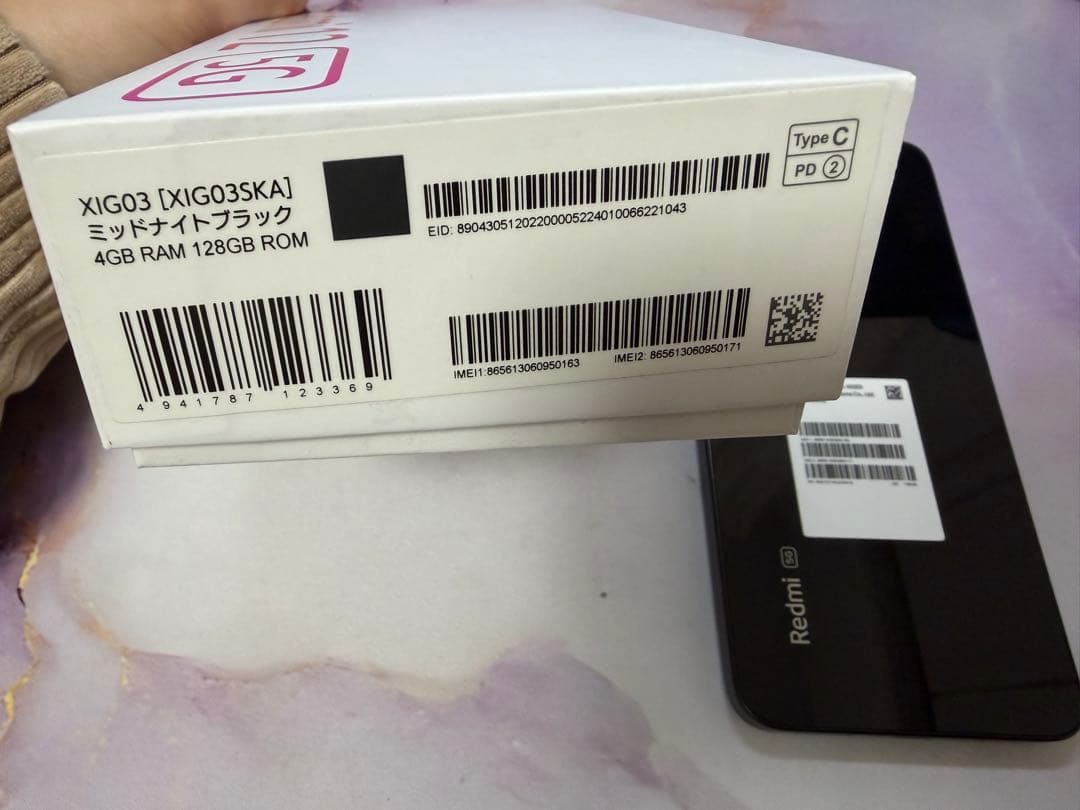 5G
XIG03 [XIG03SKA]
ミッドナイトブラック
4GB RAM 128GB ROM
EID: 89043051202200005224010066221043
Type C
PD 2
4 941787 123369
IMEI1:865613060950163
IMEI2: 865613060950171
Redmi 5G